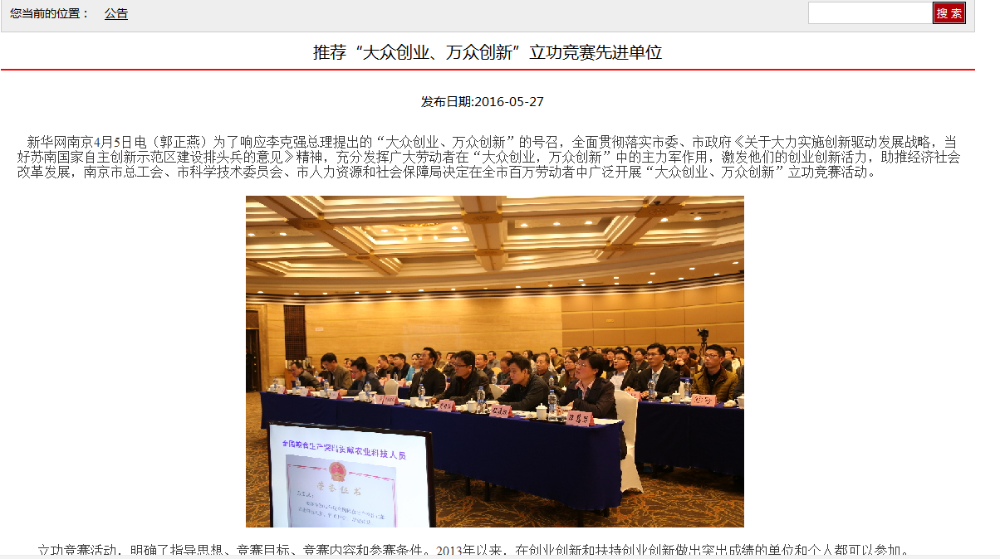 您当前的位置： 公告
搜 索
推荐“大众创业、万众创新”立功竞赛先进单位
发布日期:2016-05-27
新华网南京4月5日电（郭正燕）为了响应李克强总理提出的“大众创业、万众创新”的号召，全面贯彻落实市委、市政府《关于大力实施创新驱动发展战略，当
好苏南国家自主创新示范区建设排头兵的意见》精神，充分发挥广大劳动者在“大众创业，万众创新”中的主力军作用，激发他们的创业创新活力，助推经济社会
改革发展，南京市总工会、市科学技术委员会、市人力资源和社会保障局决定在全市百万劳动者中广泛开展“大众创业、万众创新”立功竞赛活动。
全国粮食生产突出贡献农业科技人员
荣誉证书
立功竞赛活动，明确了指导思想、竞赛目标、竞赛内容和参赛条件。2013年以来，在创业创新和扶持创业创新做出突出成绩的单位和个人都可以参加。